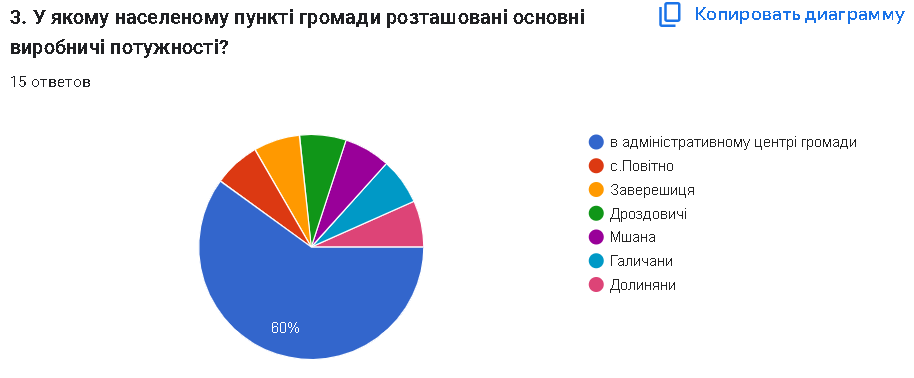 3. У якому населеному пункті громади розташовані основні
виробничі потужності?
Копировать диаграмму
15 ответов
60%
в адміністративному центрі громади
с.Повітно
Заверешиця
Дроздовичі
Мшана
Галичани
Долиняни